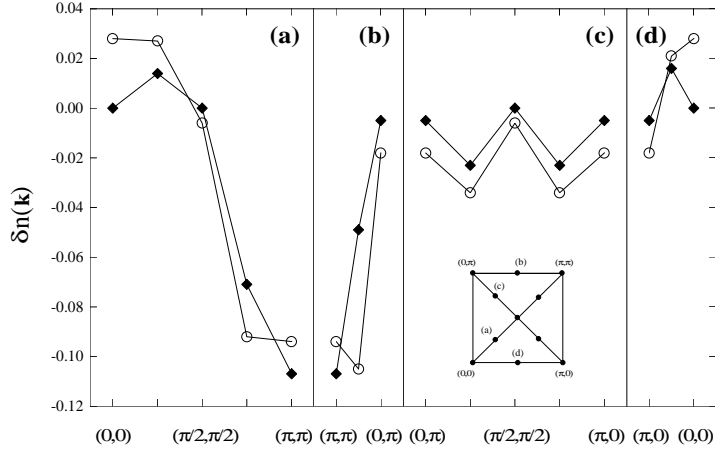 0.04
0.02
0.00
-0.02
-0.04
-0.06
-0.08
-0.10
-0.12
δn(k)
(a)
(b)
(c)
(d)
(0,π)
(b)
(π,π)
(c)
(a)
(d)
(0,0)
(π,0)
(0,0) (π/2,π/2) (π,π) (π,π) (0,π) (0,π) (π/2,π/2) (π,0) (π,0) (0,0)